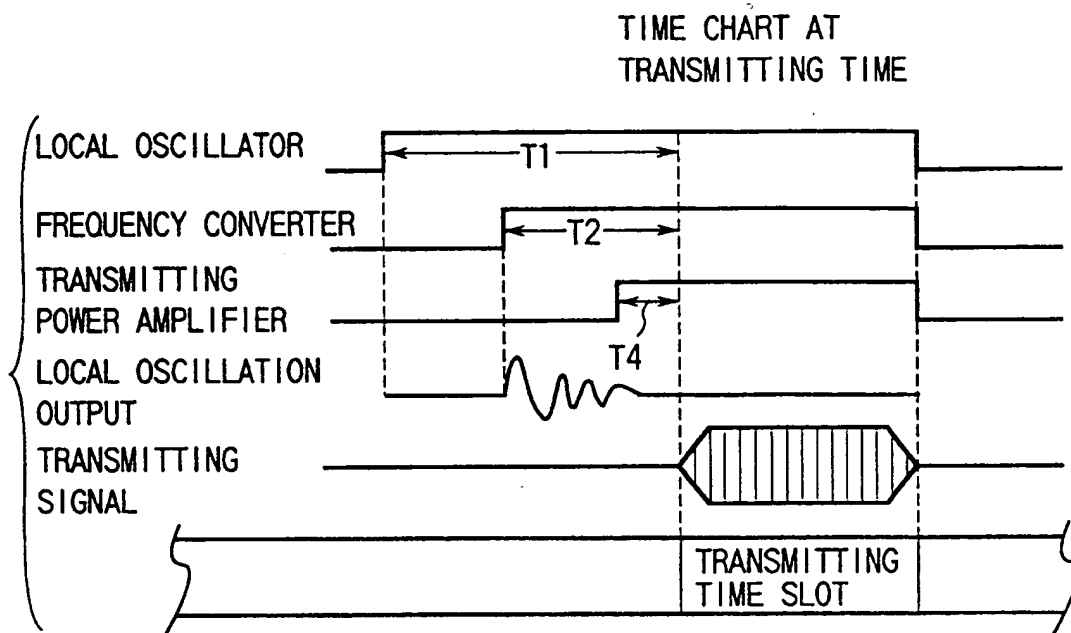 TIME CHART AT
TRANSMITTING TIME
LOCAL OSCILLATOR
T1
FREQUENCY CONVERTER
T2
TRANSMITTING
POWER AMPLIFIER
T4
LOCAL OSCILLATION
OUTPUT
TRANSMITTING
SIGNAL
TRANSMITTING
TIME SLOT